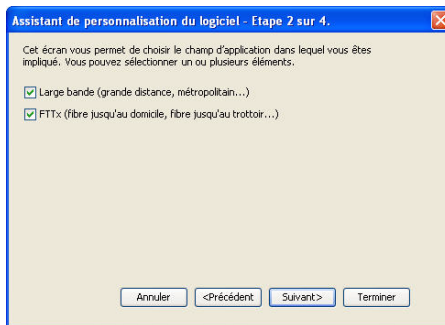 Assistant de personnalisation du logiciel - Etape 2 sur 4.
Cet écran vous permet de choisir le champ d'application dans lequel vous êtes
impliqué. Vous pouvez sélectionner un ou plusieurs éléments.
Large bande (grande distance, métropolitain...)
FTTx (fibre jusqu'au domicile, fibre jusqu'au trottoir...)
Annuler <Précédent Suivant> Terminer